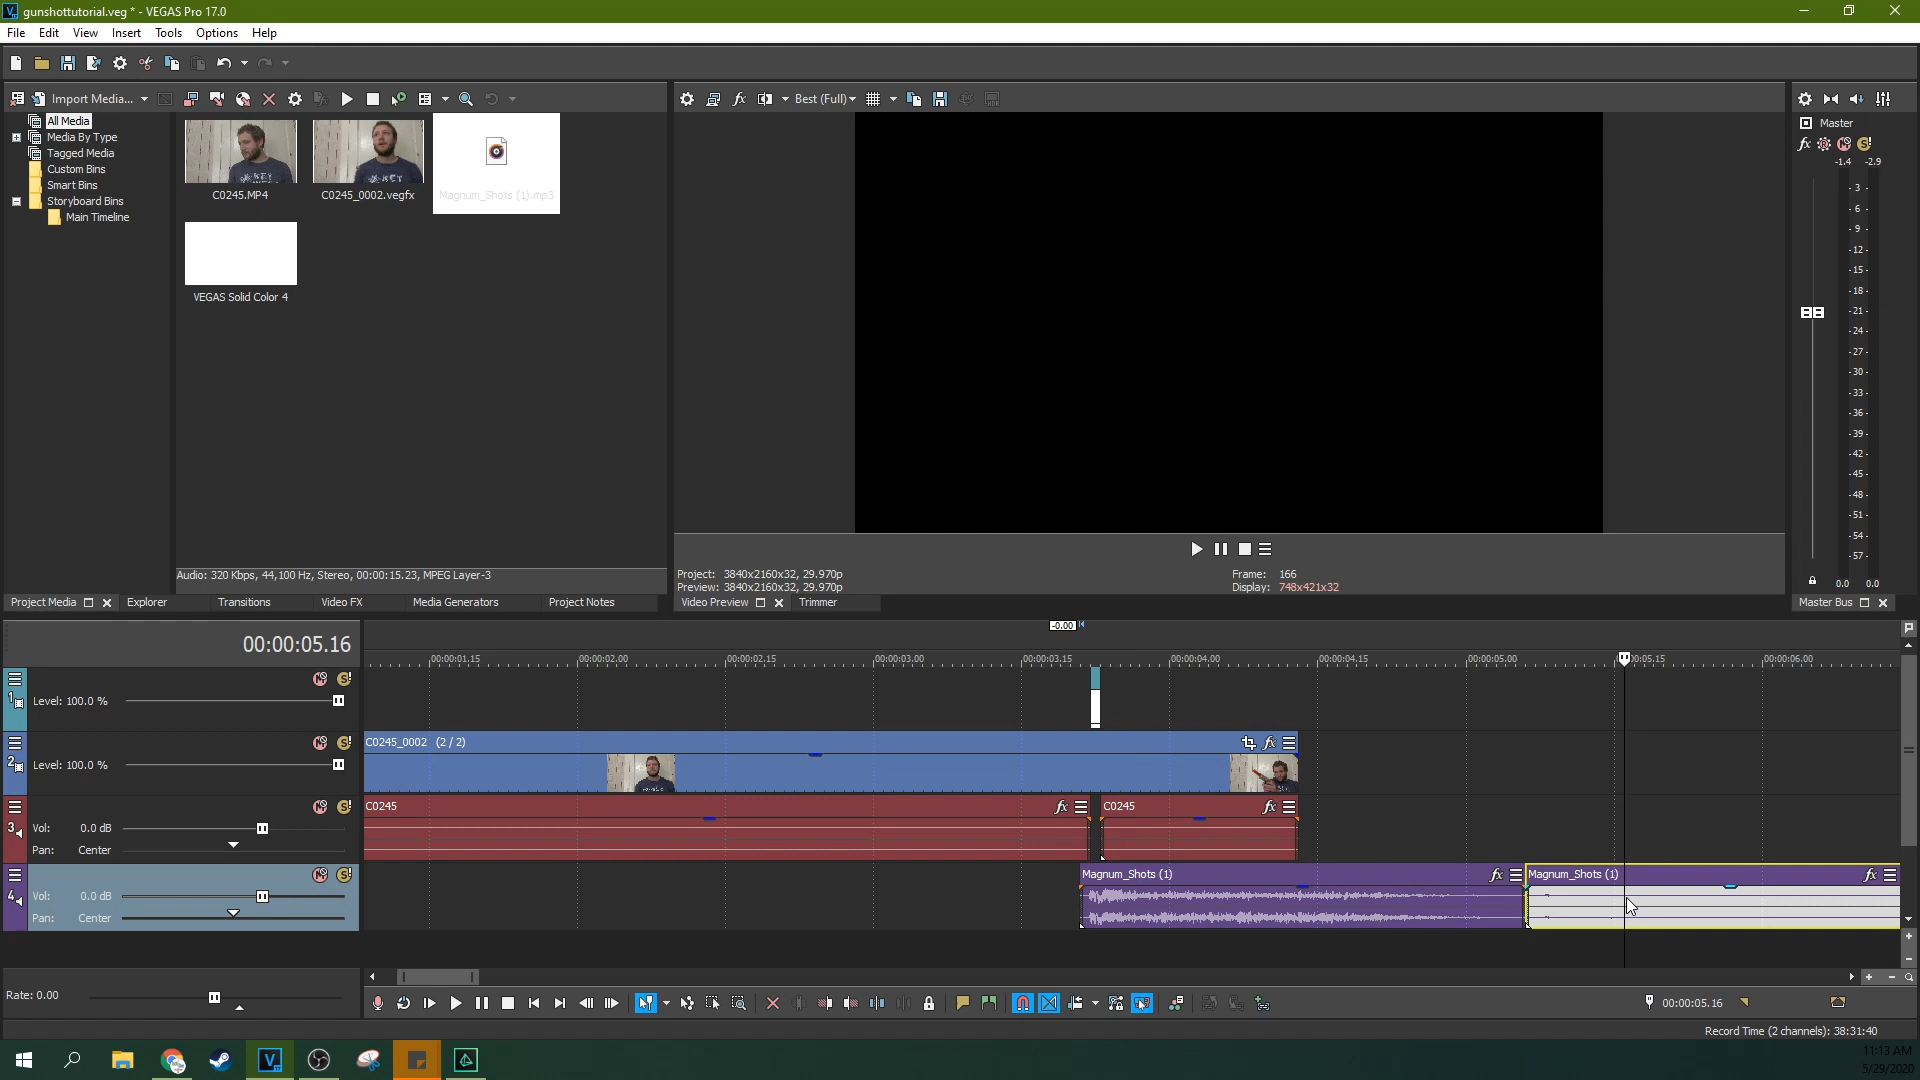 gunshottutorial.veg * - VEGAS Pro 17.0
File Edit View Insert Tools Options Help
Import Media...
Best (Full)
All Media
Media By Type
Tagged Media
Custom Bins
Smart Bins
Storyboard Bins
Main Timeline
C0245.MP4
C0245_0002.vegfx
Magnum_Shots (1).mp3
VEGAS Solid Color 4
Audio: 320 Kbps, 44,100 Hz, Stereo, 00:00:15.23, MPEG Layer-3
Project Media Explorer Transitions Video FX Media Generators Project Notes
Project: 3840x2160x32, 29.970p
Preview: 3840x2160x32, 29.970p
Frame: 166
Display: 748x421x32
Video Preview Trimmer
Master
-1.4 -2.9
- 3 -
- 6 -
- 9 -
-12-
-15-
-18-
-21-
-24-
-27-
-30-
-33-
-36-
-39-
-42-
-45-
-48-
-51-
-54-
-57-
0.0 0.0
Master Bus
00:00:05.16
-0.00
00:00:01.15 00:00:02.00 00:00:02.15 00:00:03.00 00:00:03.15 00:00:04.00 00:00:04.15 00:00:05.00 00:05.15 00:00:06.00
1
Level: 100.0 %
2
Level: 100.0 %
C0245_0002 (2 / 2)
3
Vol: 0.0 dB
Pan: Center
C0245
C0245
4
Vol: 0.0 dB
Pan: Center
Magnum_Shots (1)
Magnum_Shots (1)
Rate: 0.00
00:00:05.16
Record Time (2 channels): 38:31:40
11:13 AM
5/29/2020